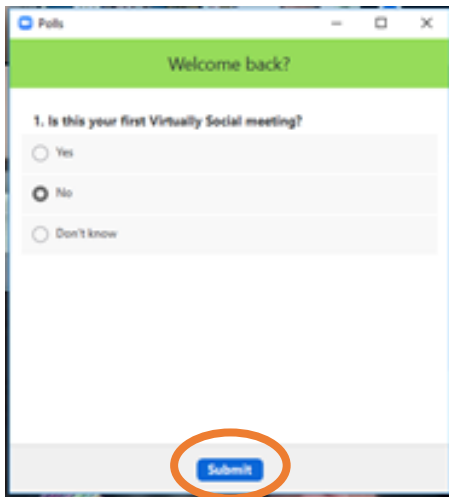 Polls
Welcome back?
1. Is this your first Virtually Social meeting?
Yes
No
Don't know
Submit